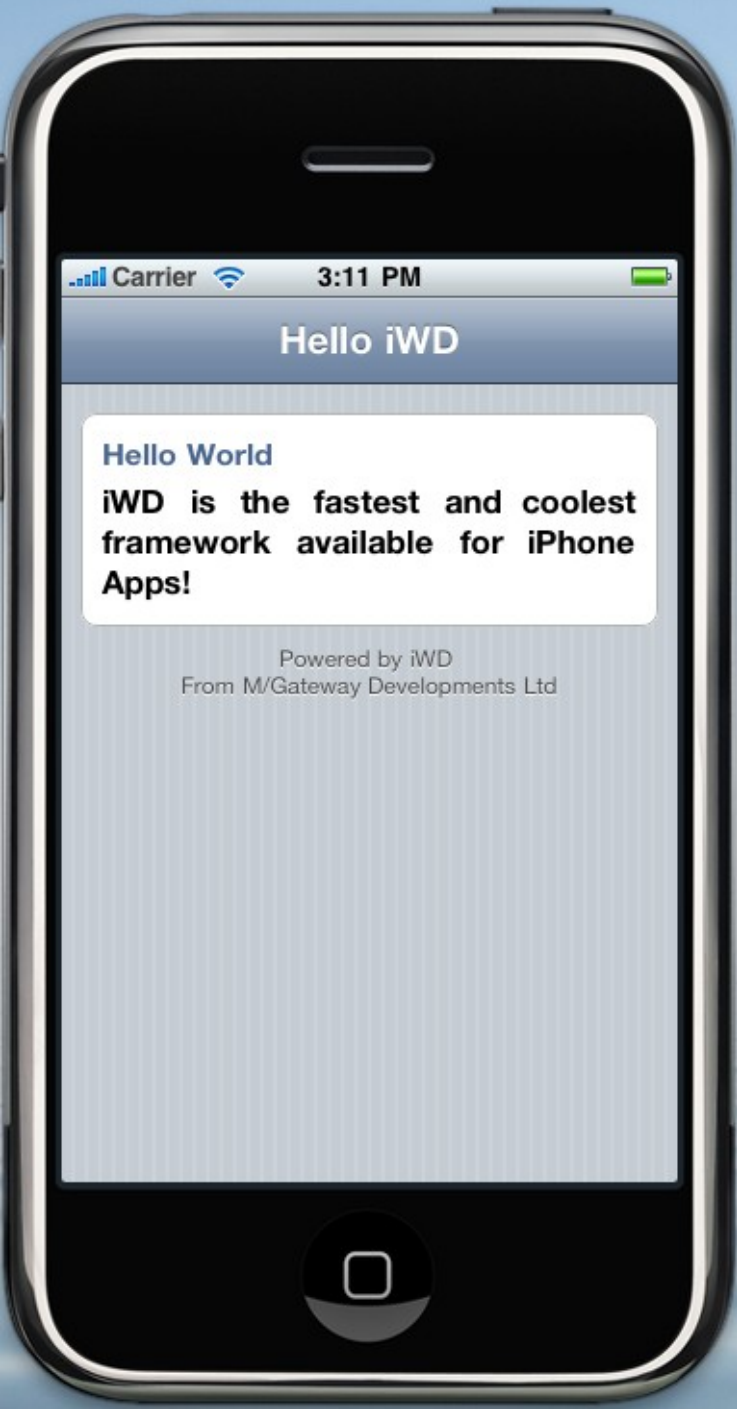 Carrier 3:11 PM
Hello iWD
Hello World
iWD is the fastest and coolest
framework available for iPhone
Apps!
Powered by iWD
From M/Gateway Developments Ltd